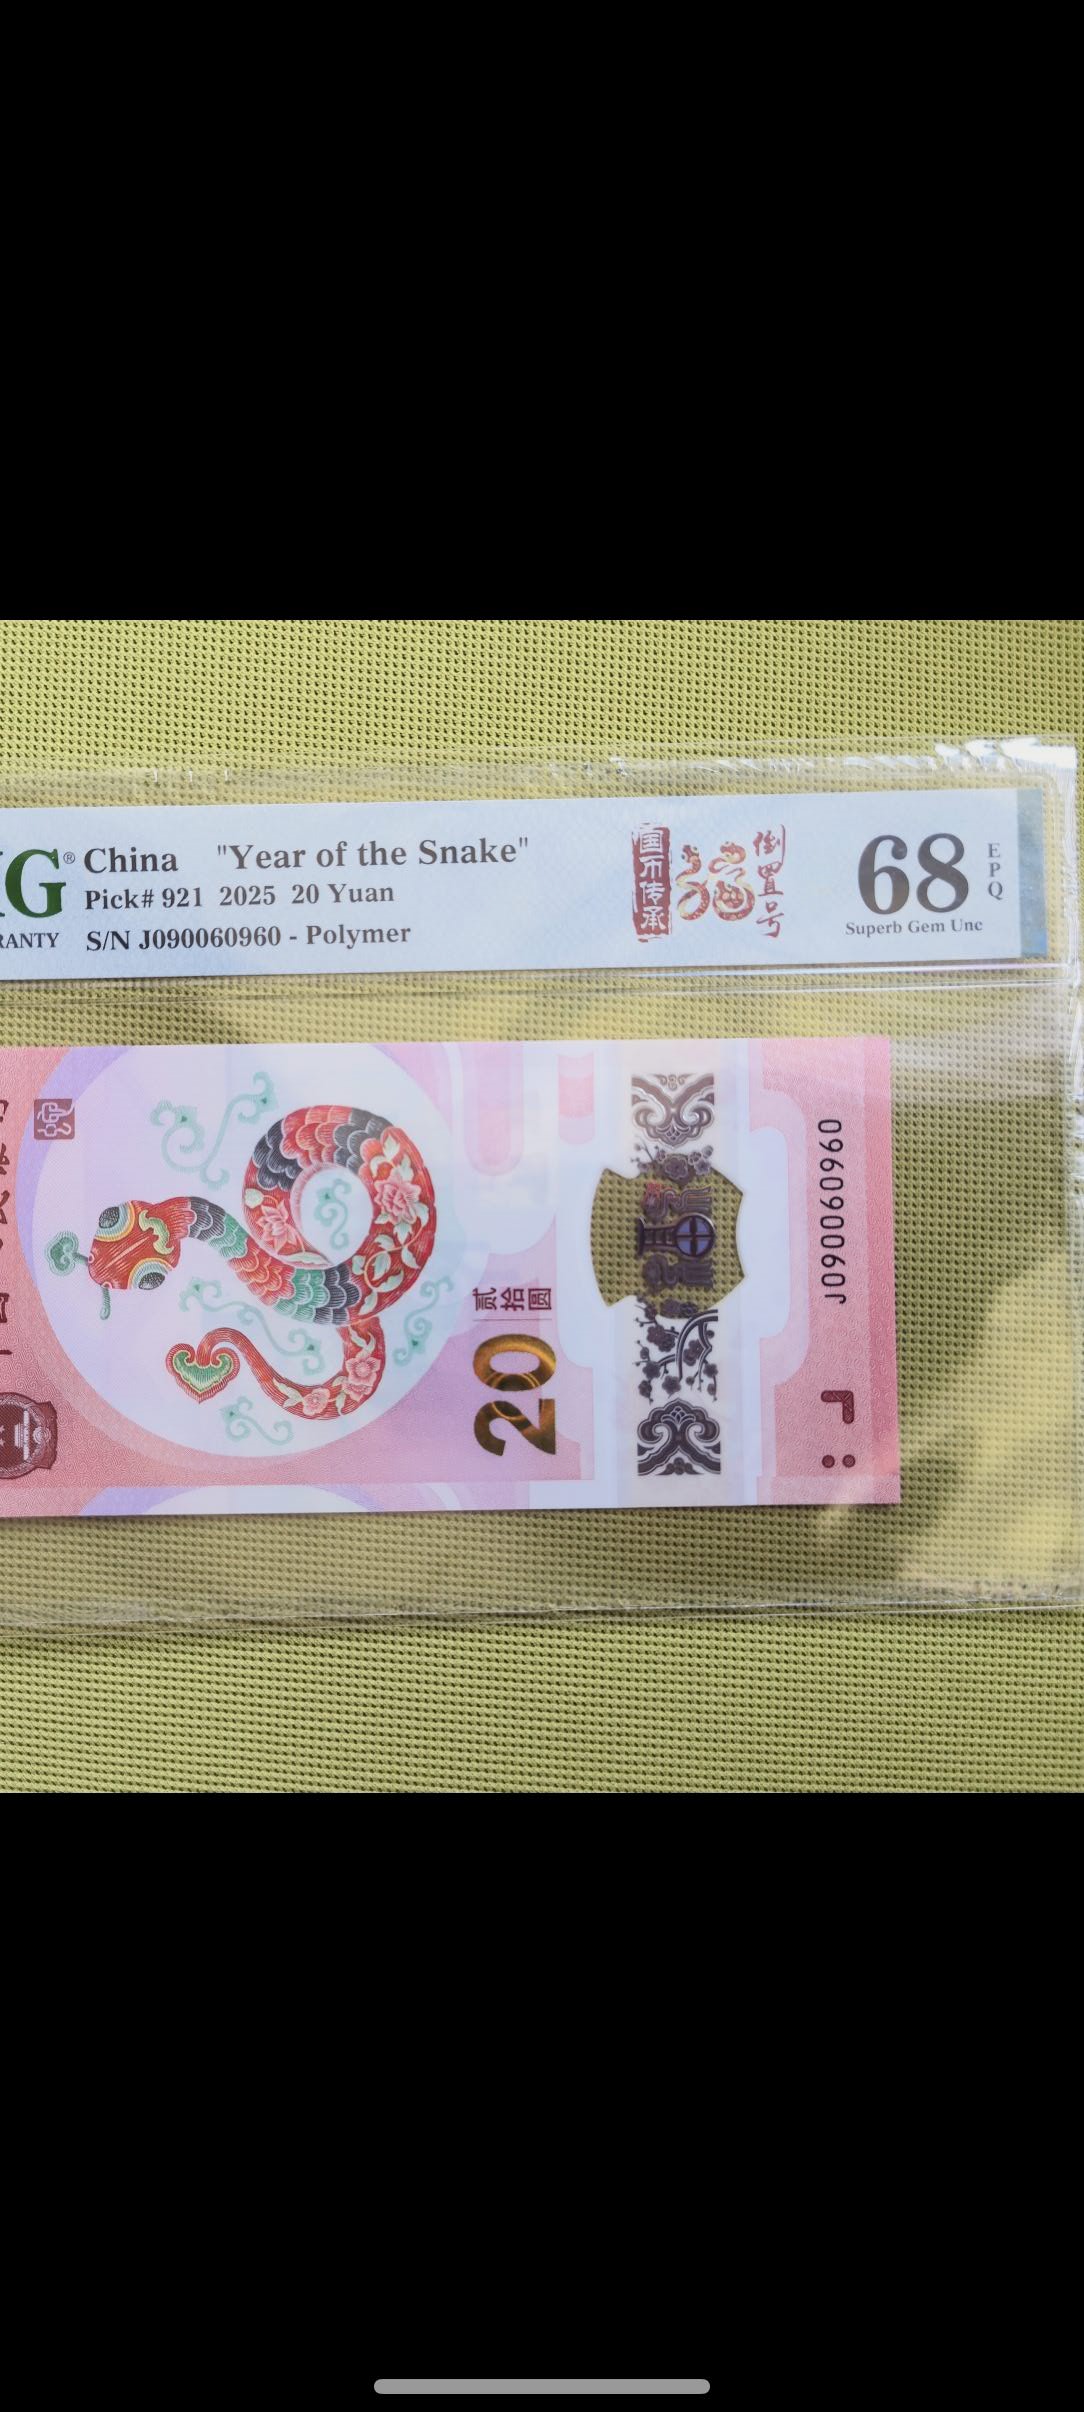 G® China "Year of the Snake"
Pick# 921 2025 20 Yuan
RANTY S/N J090060960 - Polymer
国币传承
倒置号
68
EPQ
Superb Gem Unc
贰拾圆
20
J090060960